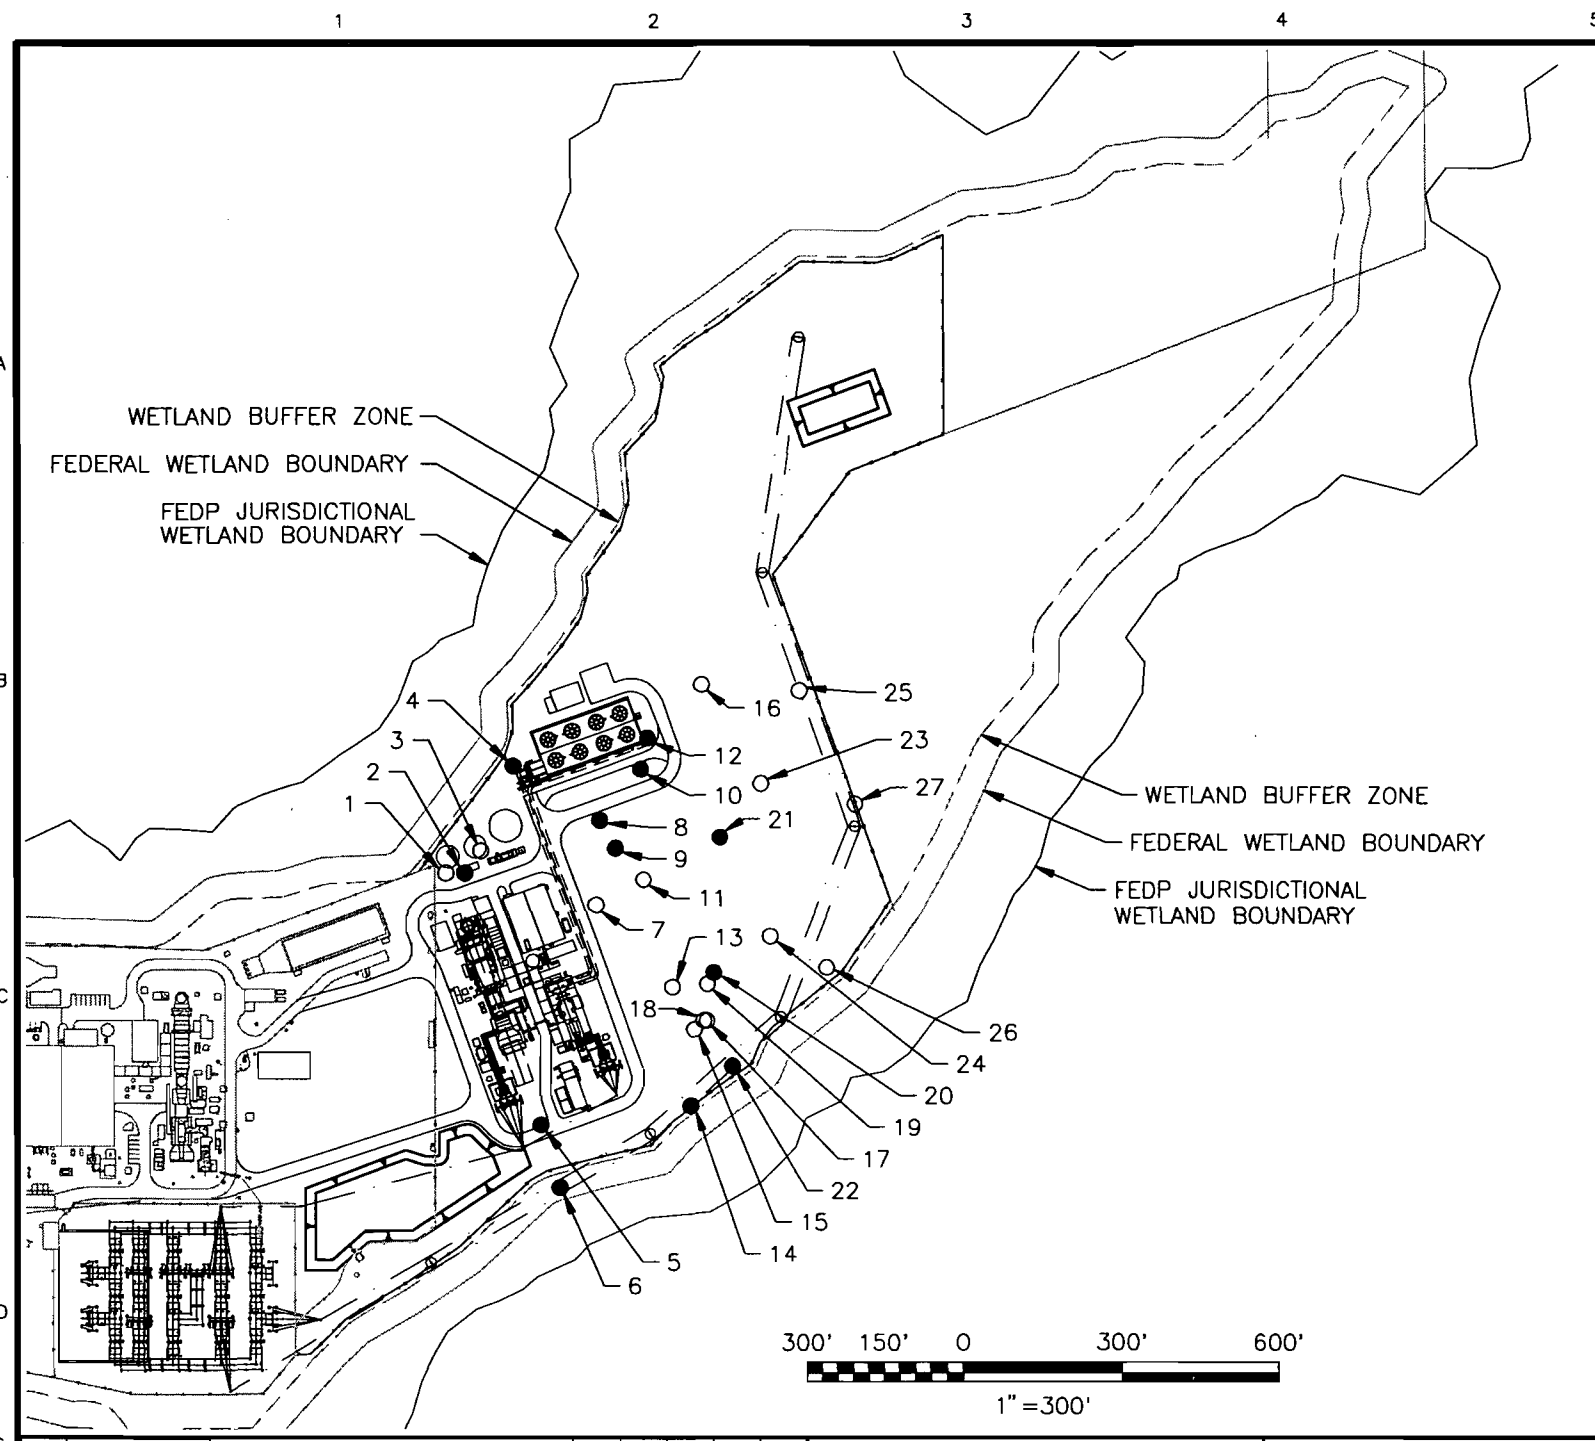 1 2 3 4 5
A
WETLAND BUFFER ZONE
FEDERAL WETLAND BOUNDARY
FEDP JURISDICTIONAL
WETLAND BOUNDARY
B
4
16
25
3
12
23
2
10
27
1
8
21
WETLAND BUFFER ZONE
9
FEDERAL WETLAND BOUNDARY
11
FEDP JURISDICTIONAL
WETLAND BOUNDARY
7
13
C
18
26
24
20
19
17
22
15
14
5
6
D
300' 150' 0 300' 600'
1"=300'